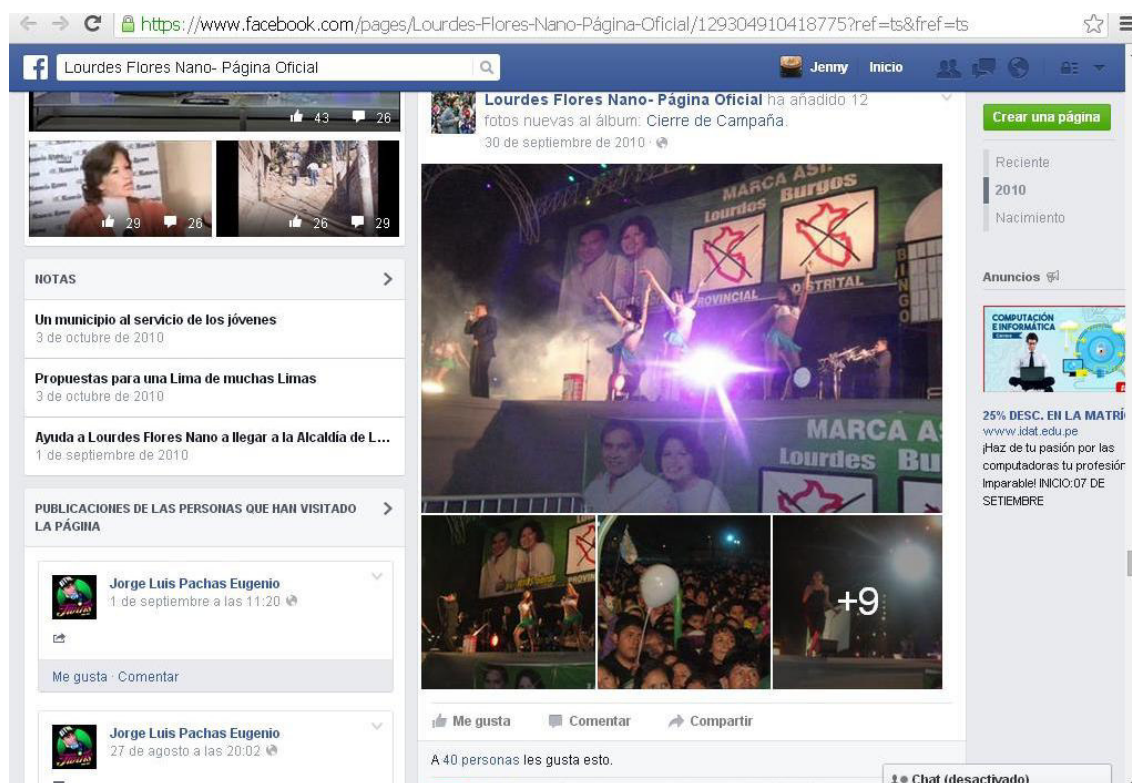 https://www.facebook.com/pages/Lourdes-Flores-Nano-Página-Oficial/129304910418775?ref=ts&fref=ts
Lourdes Flores Nano- Página Oficial
Jenny Inicio
43 26
29 26
26 29
NOTAS
Un municipio al servicio de los jóvenes
3 de octubre de 2010
Propuestas para una Lima de muchas Limas
3 de octubre de 2010
Ayuda a Lourdes Flores Nano a llegar a la Alcaldía de L...
1 de septiembre de 2010
PUBLICACIONES DE LAS PERSONAS QUE HAN VISITADO
LA PÁGINA
Jorge Luis Pachas Eugenio
1 de septiembre a las 11:20
Me gusta · Comentar
Jorge Luis Pachas Eugenio
27 de agosto a las 20:02
Lourdes Flores Nano- Página Oficial ha añadido 12
fotos nuevas al álbum: Cierre de Campaña.
30 de septiembre de 2010
MARCA ASÍ
Lourdes Burgos
PROVINCIAL DISTRITAL
BINGO
MARCA AS
Lourdes Bu
PROVIN
+9
Me gusta Comentar Compartir
A 40 personas les gusta esto.
Crear una página
Reciente
2010
Nacimiento
Anuncios
COMPUTACIÓN
E INFORMÁTICA
25% DESC. EN LA MATRÍ
www.idat.edu.pe
¡Haz de tu pasión por las
computadoras tu profesión
Imparable! INICIO:07 DE
SETIEMBRE
Chat (desactivado)